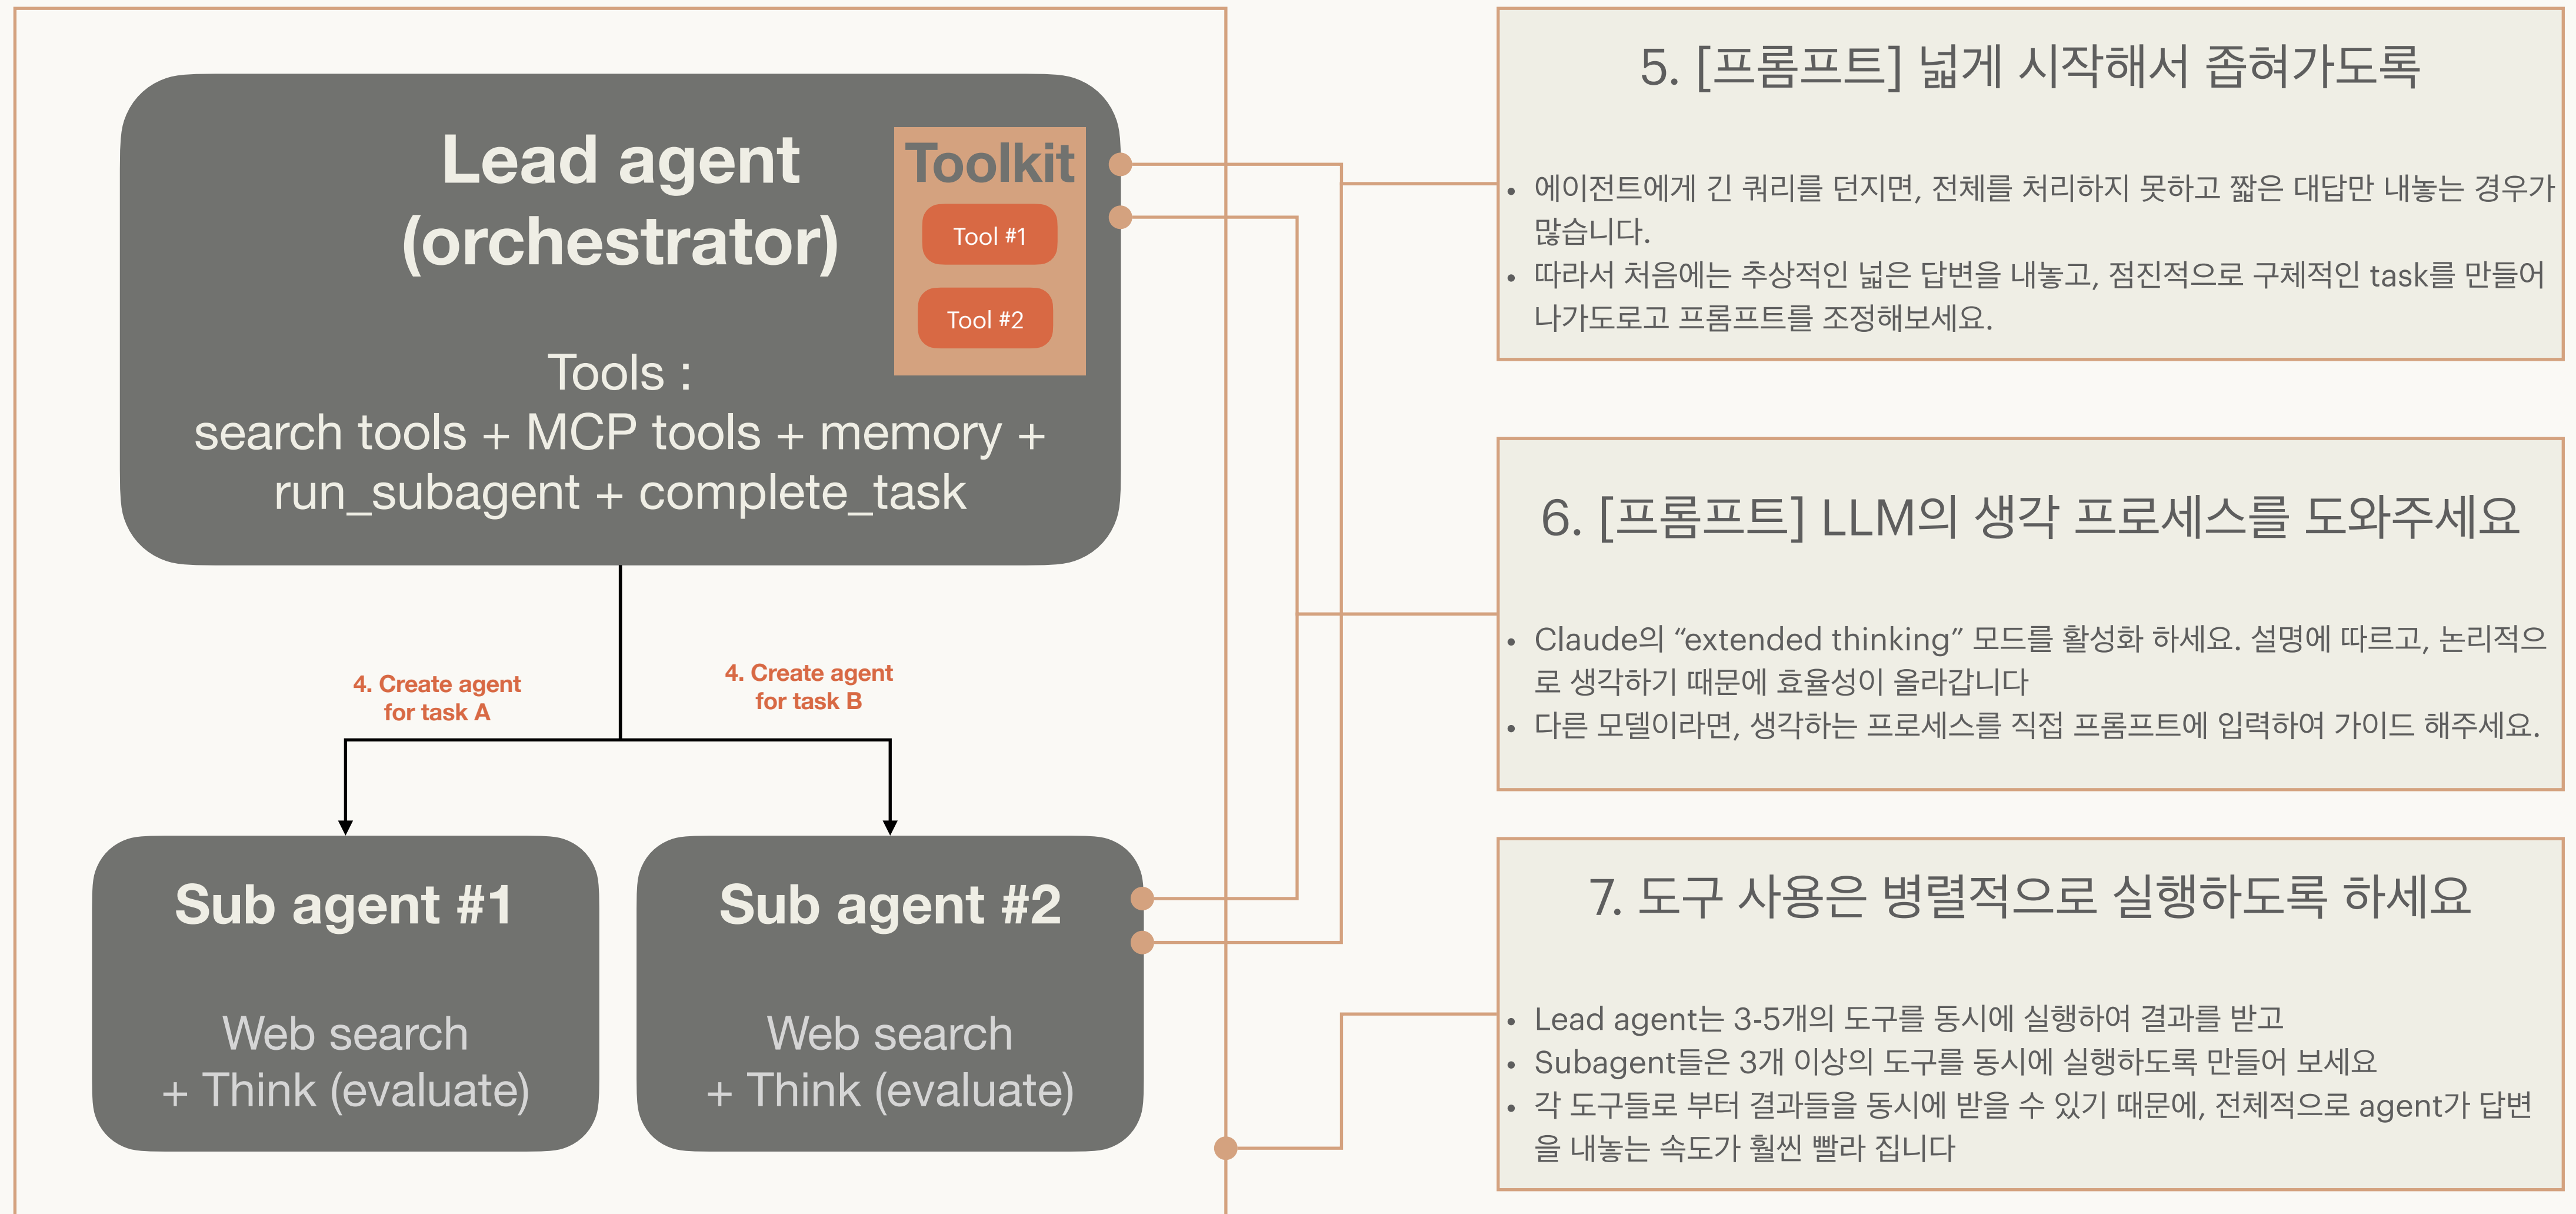 Lead agent
(orchestrator)
Toolkit
Tool #1
Tool #2
Tools :
search tools + MCP tools + memory +
run_subagent + complete_task
4. Create agent
for task A
4. Create agent
for task B
Sub agent #1
Web search
+ Think (evaluate)
Sub agent #2
Web search
+ Think (evaluate)
5. [프롬프트] 넓게 시작해서 좁혀가도록
• 에이전트에게 긴 쿼리를 던지면, 전체를 처리하지 못하고 짧은 대답만 내놓는 경우가
많습니다.
• 따라서 처음에는 추상적인 넓은 답변을 내놓고, 점진적으로 구체적인 task를 만들어
나가도로고 프롬프트를 조정해보세요.
6. [프롬프트] LLM의 생각 프로세스를 도와주세요
• Claude의 “extended thinking” 모드를 활성화 하세요. 설명에 따르고, 논리적으
로 생각하기 때문에 효율성이 올라갑니다
• 다른 모델이라면, 생각하는 프로세스를 직접 프롬프트에 입력하여 가이드 해주세요.
7. 도구 사용은 병렬적으로 실행하도록 하세요
• Lead agent는 3-5개의 도구를 동시에 실행하여 결과를 받고
• Subagent들은 3개 이상의 도구를 동시에 실행하도록 만들어 보세요
• 각 도구들로 부터 결과들을 동시에 받을 수 있기 때문에, 전체적으로 agent가 답변
을 내놓는 속도가 훨씬 빨라 집니다